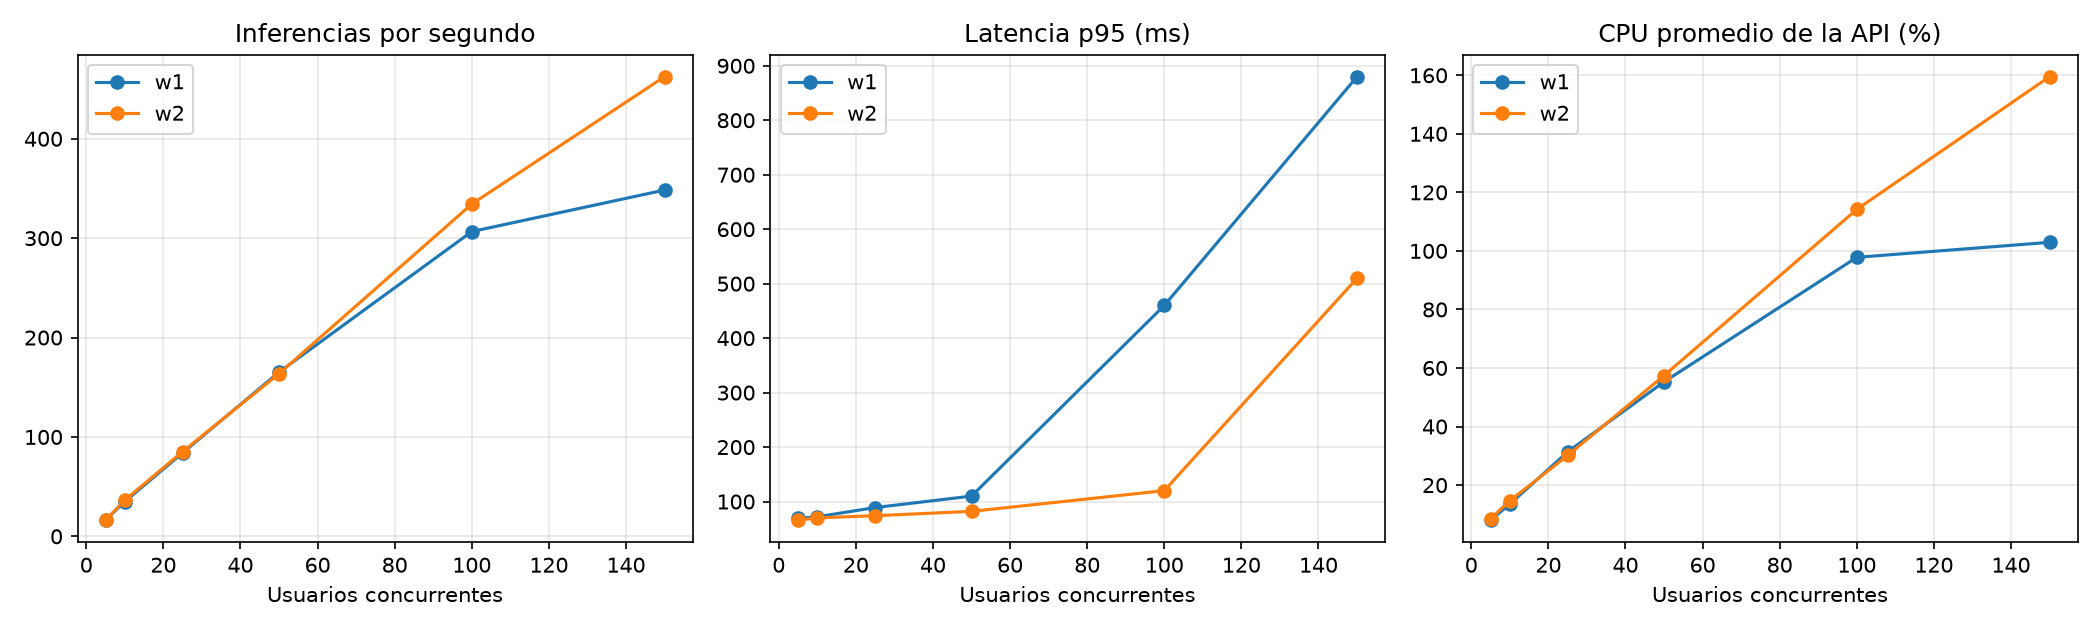 Inferencias por segundo
w1
w2
400
300
200
100
0
0 20 40 60 80 100 120 140
Usuarios concurrentes
Latencia p95 (ms)
w1
w2
900
800
700
600
500
400
300
200
100
0 20 40 60 80 100 120 140
Usuarios concurrentes
CPU promedio de la API (%)
w1
w2
160
140
120
100
80
60
40
20
0 20 40 60 80 100 120 140
Usuarios concurrentes